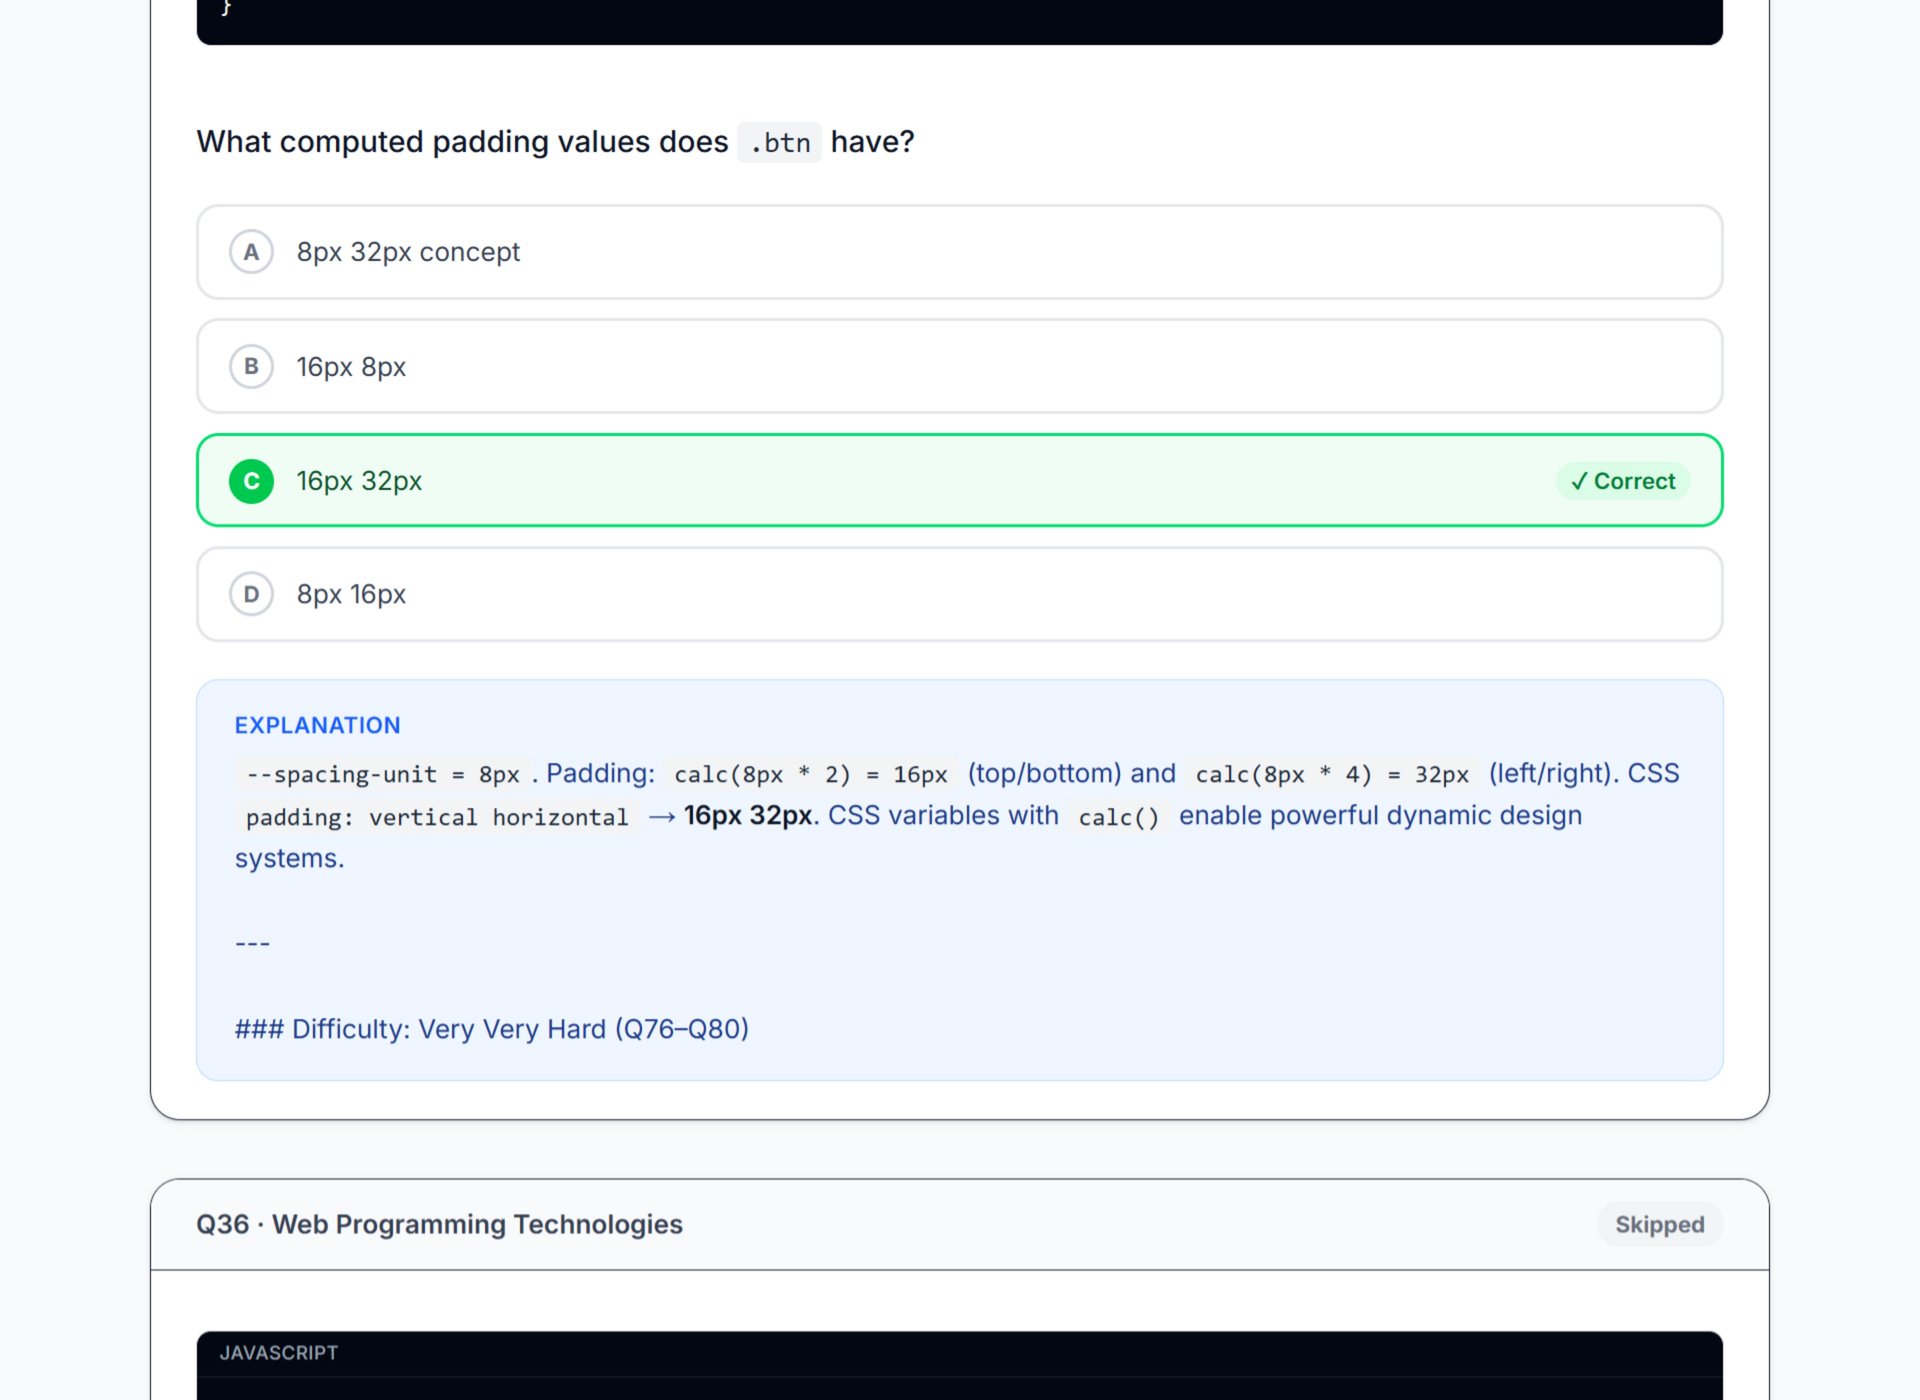 }
What computed padding values does .btn have?
A 8px 32px concept
B 16px 8px
C 16px 32px ✓ Correct
D 8px 16px
EXPLANATION
--spacing-unit = 8px . Padding: calc(8px * 2) = 16px (top/bottom) and calc(8px * 4) = 32px (left/right). CSS
padding: vertical horizontal → 16px 32px. CSS variables with calc() enable powerful dynamic design
systems.
---
### Difficulty: Very Very Hard (Q76–Q80)
Q36 · Web Programming Technologies Skipped
JAVASCRIPT